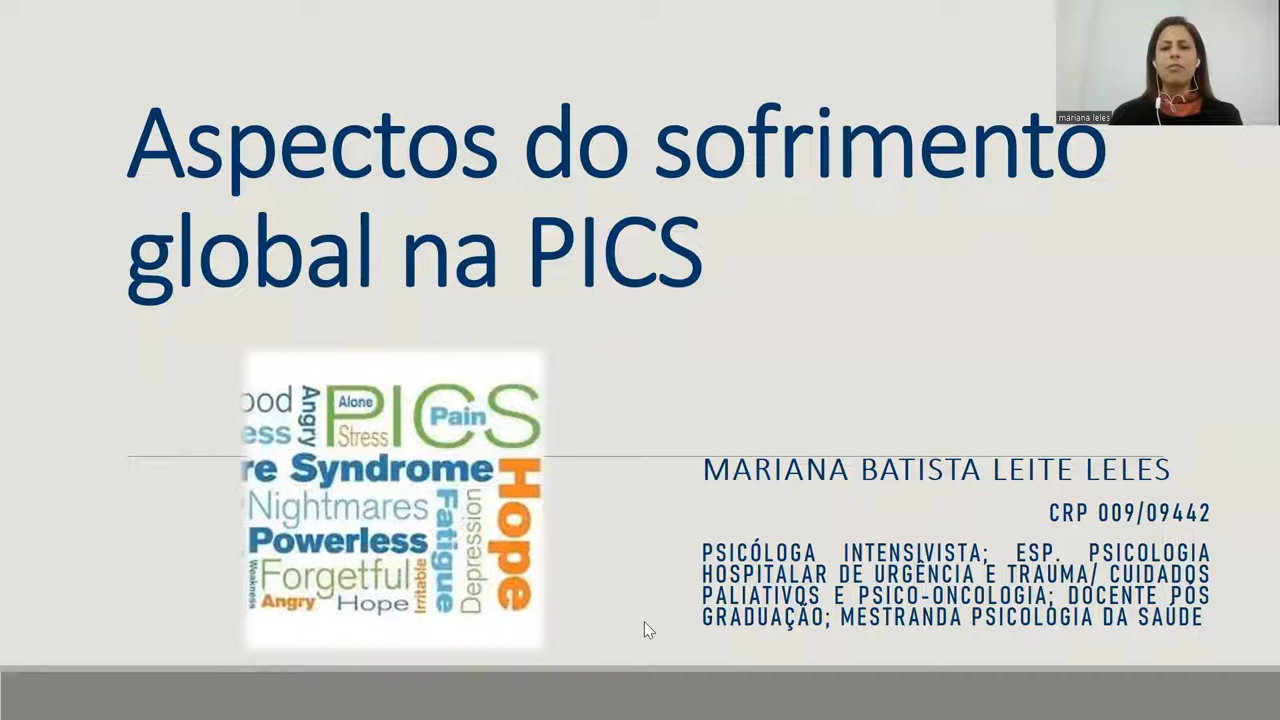 mariana leles
Aspectos do sofrimento
global na PICS
ood Angry PICS
Alone
Pain
ess Stress
re Syndrome
Nightmares
Powerless
Forgetful
Weakness
Angry Hope
Irritable
Fatigue
Depression
Hope
MARIANA BATISTA LEITE LELES
CRP 009/09442
PSICÓLOGA INTENSIVISTA; ESP. PSICOLOGIA
HOSPITALAR DE URGÊNCIA E TRAUMA/ CUIDADOS
PALIATIVOS E PSICO-ONCOLOGIA; DOCENTE PÓS
GRADUAÇÃO; MESTRANDA PSICOLOGIA DA SAÚDE